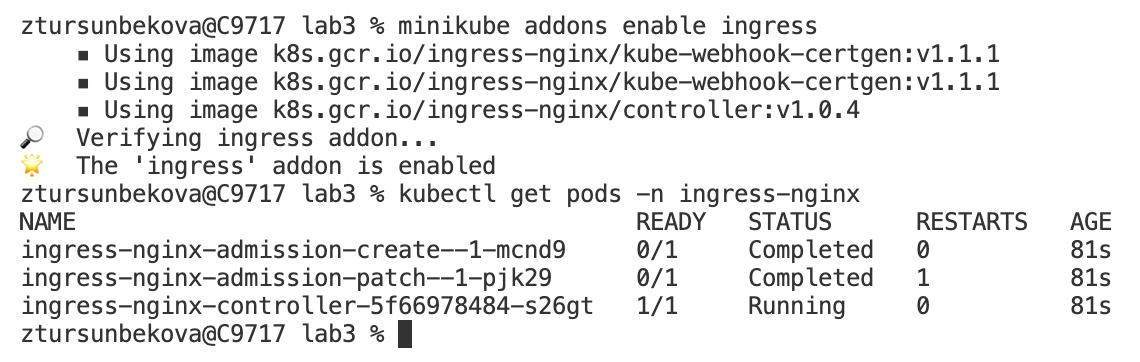 ztursunbekova@C9717 lab3 % minikube addons enable ingress
▪ Using image k8s.gcr.io/ingress-nginx/kube-webhook-certgen:v1.1.1
▪ Using image k8s.gcr.io/ingress-nginx/kube-webhook-certgen:v1.1.1
▪ Using image k8s.gcr.io/ingress-nginx/controller:v1.0.4
🔎 Verifying ingress addon...
🌟 The 'ingress' addon is enabled
ztursunbekova@C9717 lab3 % kubectl get pods -n ingress-nginx
NAME READY STATUS RESTARTS AGE
ingress-nginx-admission-create--1-mcnd9 0/1 Completed 0 81s
ingress-nginx-admission-patch--1-pjk29 0/1 Completed 1 81s
ingress-nginx-controller-5f66978484-s26gt 1/1 Running 0 81s
ztursunbekova@C9717 lab3 %